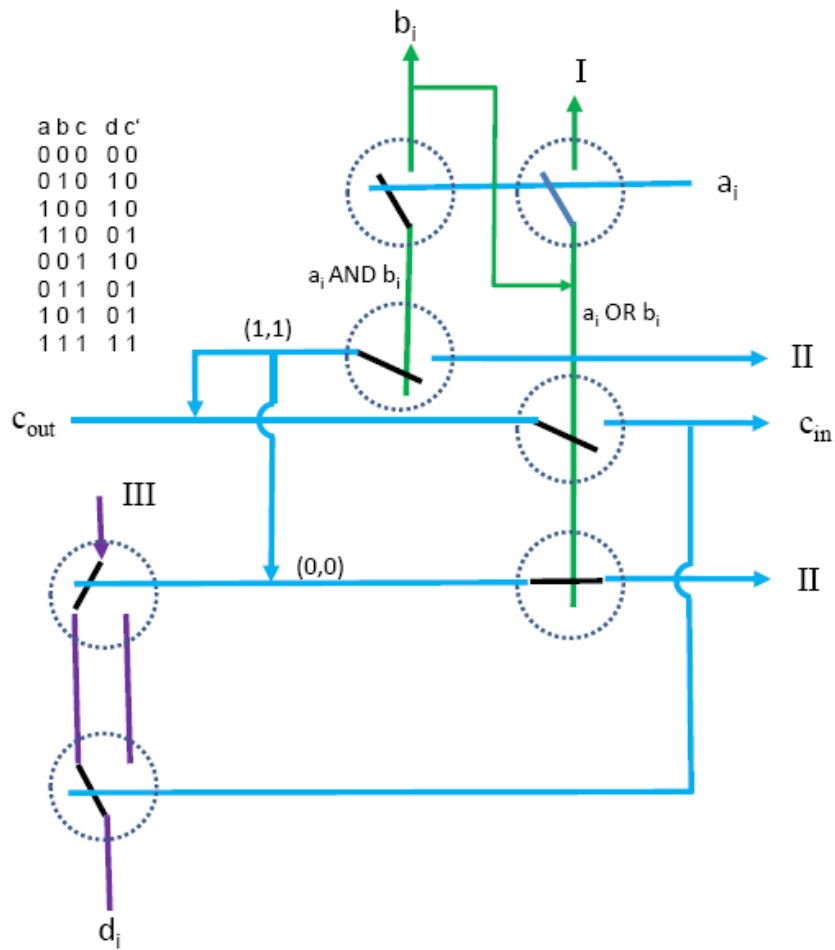 b_i
I
a b c d c‘
0 0 0 0 0
0 1 0 1 0
1 0 0 1 0
1 1 0 0 1
0 0 1 1 0
0 1 1 0 1
1 0 1 0 1
1 1 1 1 1
a_i
a_i AND b_i
a_i OR b_i
(1,1)
II
c_out
c_in
III
(0,0)
II
d_i